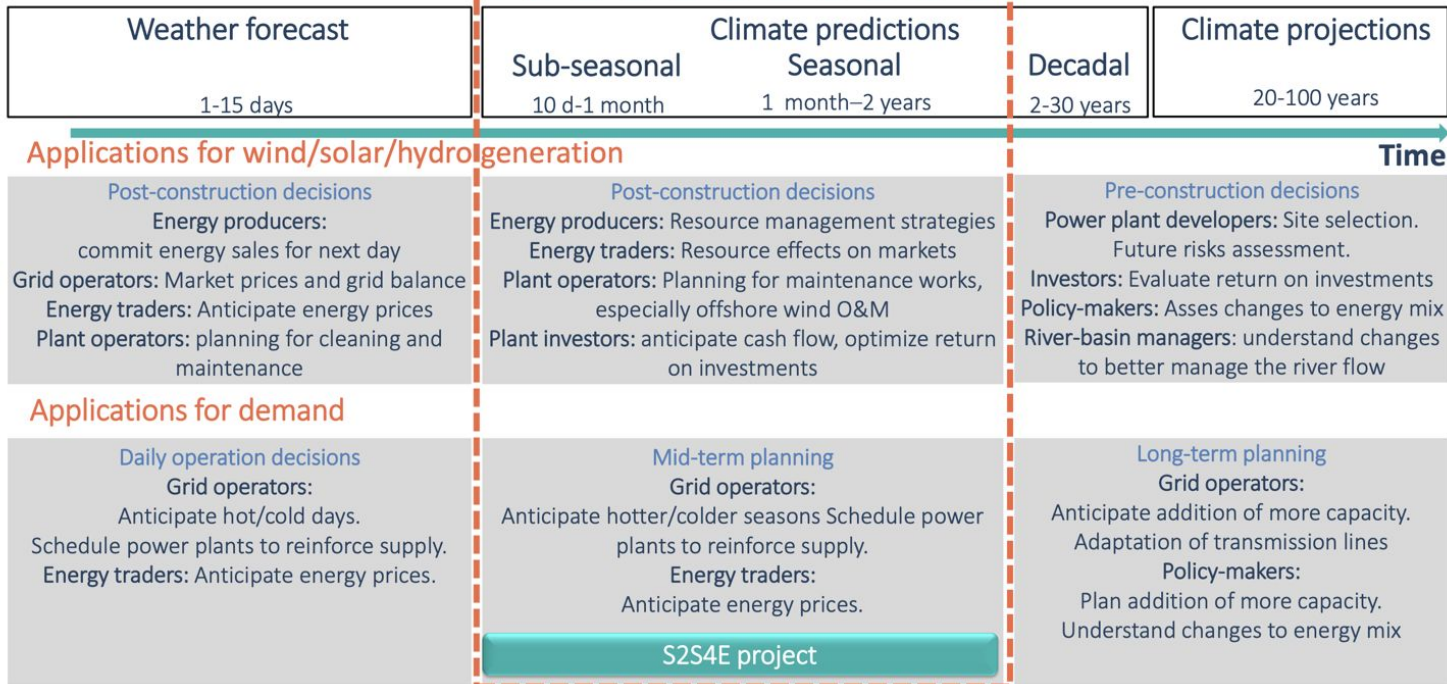 Weather forecast
1-15 days
Climate predictions
Sub-seasonal
10 d-1 month
Seasonal
1 month–2 years
Decadal
2-30 years
Climate projections
20-100 years
Time
Applications for wind/solar/hydro generation
Post-construction decisions
Energy producers:
commit energy sales for next day
Grid operators: Market prices and grid balance
Energy traders: Anticipate energy prices
Plant operators: planning for cleaning and
maintenance
Post-construction decisions
Energy producers: Resource management strategies
Energy traders: Resource effects on markets
Plant operators: Planning for maintenance works,
especially offshore wind O&M
Plant investors: anticipate cash flow, optimize return
on investments
Pre-construction decisions
Power plant developers: Site selection.
Future risks assessment.
Investors: Evaluate return on investments
Policy-makers: Asses changes to energy mix
River-basin managers: understand changes
to better manage the river flow
Applications for demand
Daily operation decisions
Grid operators:
Anticipate hot/cold days.
Schedule power plants to reinforce supply.
Energy traders: Anticipate energy prices.
Mid-term planning
Grid operators:
Anticipate hotter/colder seasons Schedule power
plants to reinforce supply.
Energy traders:
Anticipate energy prices.
S2S4E project
Long-term planning
Grid operators:
Anticipate addition of more capacity.
Adaptation of transmission lines
Policy-makers:
Plan addition of more capacity.
Understand changes to energy mix